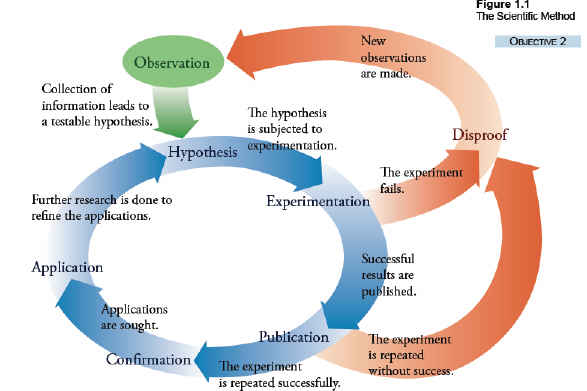 Figure 1.1
The Scientific Method
OBJECTIVE 2
New
observations
are made.
Observation
Collection of
information leads to
a testable hypothesis.
The hypothesis
is subjected to
experimentation.
Disproof
Hypothesis
The experiment
fails.
Further research is done to
refine the applications.
Experimentation
Successful
results are
published.
Application
Applications
are sought.
Publication
The experiment
is repeated
without success.
Confirmation
The experiment
is repeated successfully.